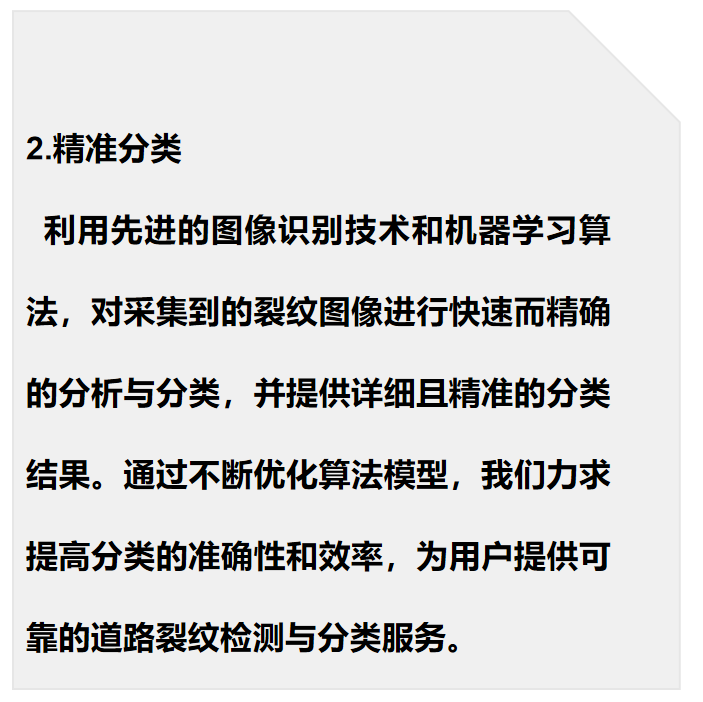 2.精准分类
利用先进的图像识别技术和机器学习算
法，对采集到的裂纹图像进行快速而精确
的分析与分类，并提供详细且精准的分类
结果。通过不断优化算法模型，我们力求
提高分类的准确性和效率，为用户提供可
靠的道路裂纹检测与分类服务。